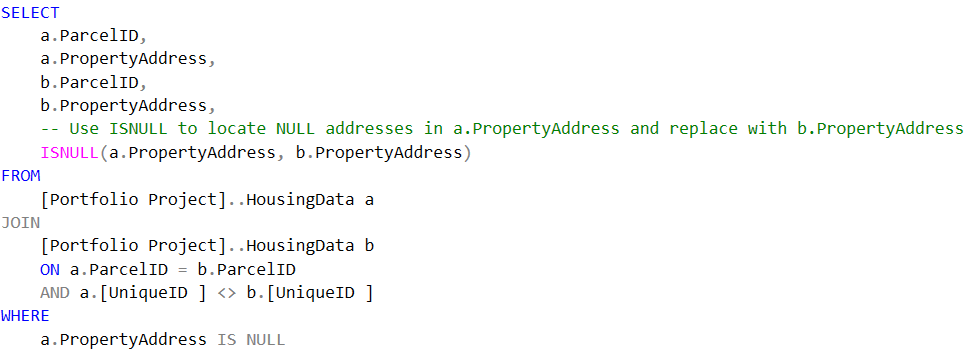 SELECT
a.ParcelID,
a.PropertyAddress,
b.ParcelID,
b.PropertyAddress,
-- Use ISNULL to locate NULL addresses in a.PropertyAddress and replace with b.PropertyAddress
ISNULL(a.PropertyAddress, b.PropertyAddress)
FROM
[Portfolio Project]..HousingData a
JOIN
[Portfolio Project]..HousingData b
ON a.ParcelID = b.ParcelID
AND a.[UniqueID ] <> b.[UniqueID ]
WHERE
a.PropertyAddress IS NULL